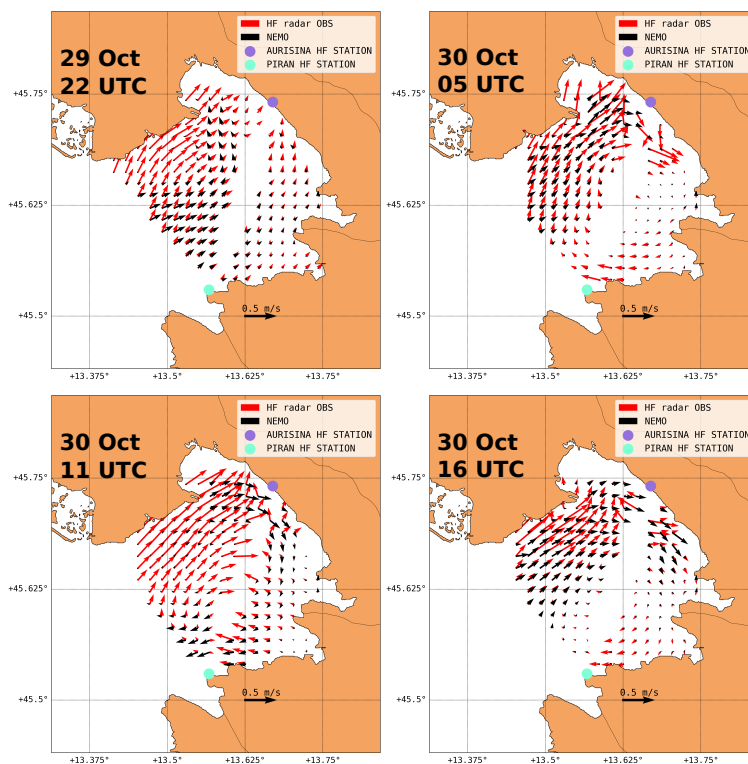 29 Oct
22 UTC
HF radar OBS
NEMO
AURISINA HF STATION
PIRAN HF STATION
+45.75°
+45.625°
+45.5°
0.5 m/s
+13.375°
+13.5°
+13.625°
+13.75°
30 Oct
05 UTC
HF radar OBS
NEMO
AURISINA HF STATION
PIRAN HF STATION
+45.75°
+45.625°
+45.5°
0.5 m/s
+13.375°
+13.5°
+13.625°
+13.75°
30 Oct
11 UTC
HF radar OBS
NEMO
AURISINA HF STATION
PIRAN HF STATION
+45.75°
+45.625°
+45.5°
0.5 m/s
+13.375°
+13.5°
+13.625°
+13.75°
30 Oct
16 UTC
HF radar OBS
NEMO
AURISINA HF STATION
PIRAN HF STATION
+45.75°
+45.625°
+45.5°
0.5 m/s
+13.375°
+13.5°
+13.625°
+13.75°